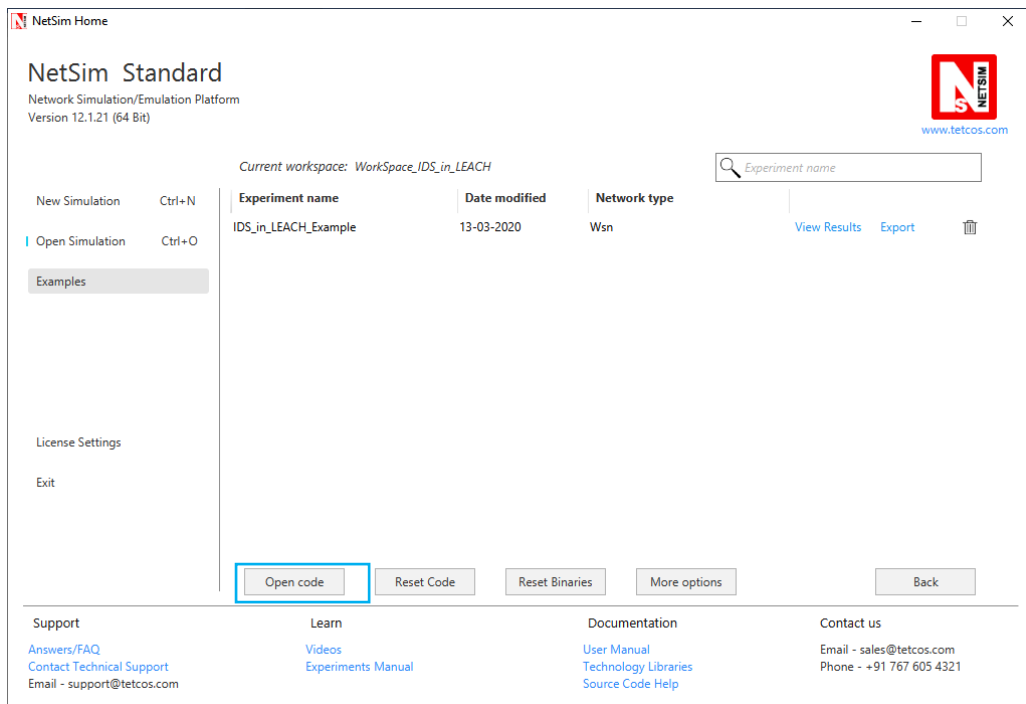 NetSim Home
NetSim Standard
Network Simulation/Emulation Platform
Version 12.1.21 (64 Bit)
NS NETSIM
www.tetcos.com
Current workspace: WorkSpace_IDS_in_LEACH
Experiment name
New Simulation Ctrl+N
Open Simulation Ctrl+O
Examples
License Settings
Exit
Experiment name Date modified Network type
IDS_in_LEACH_Example 13-03-2020 Wsn View Results Export
Open code Reset Code Reset Binaries More options Back
Support
Answers/FAQ
Contact Technical Support
Email - support@tetcos.com
Learn
Videos
Experiments Manual
Documentation
User Manual
Technology Libraries
Source Code Help
Contact us
Email - sales@tetcos.com
Phone - +91 767 605 4321